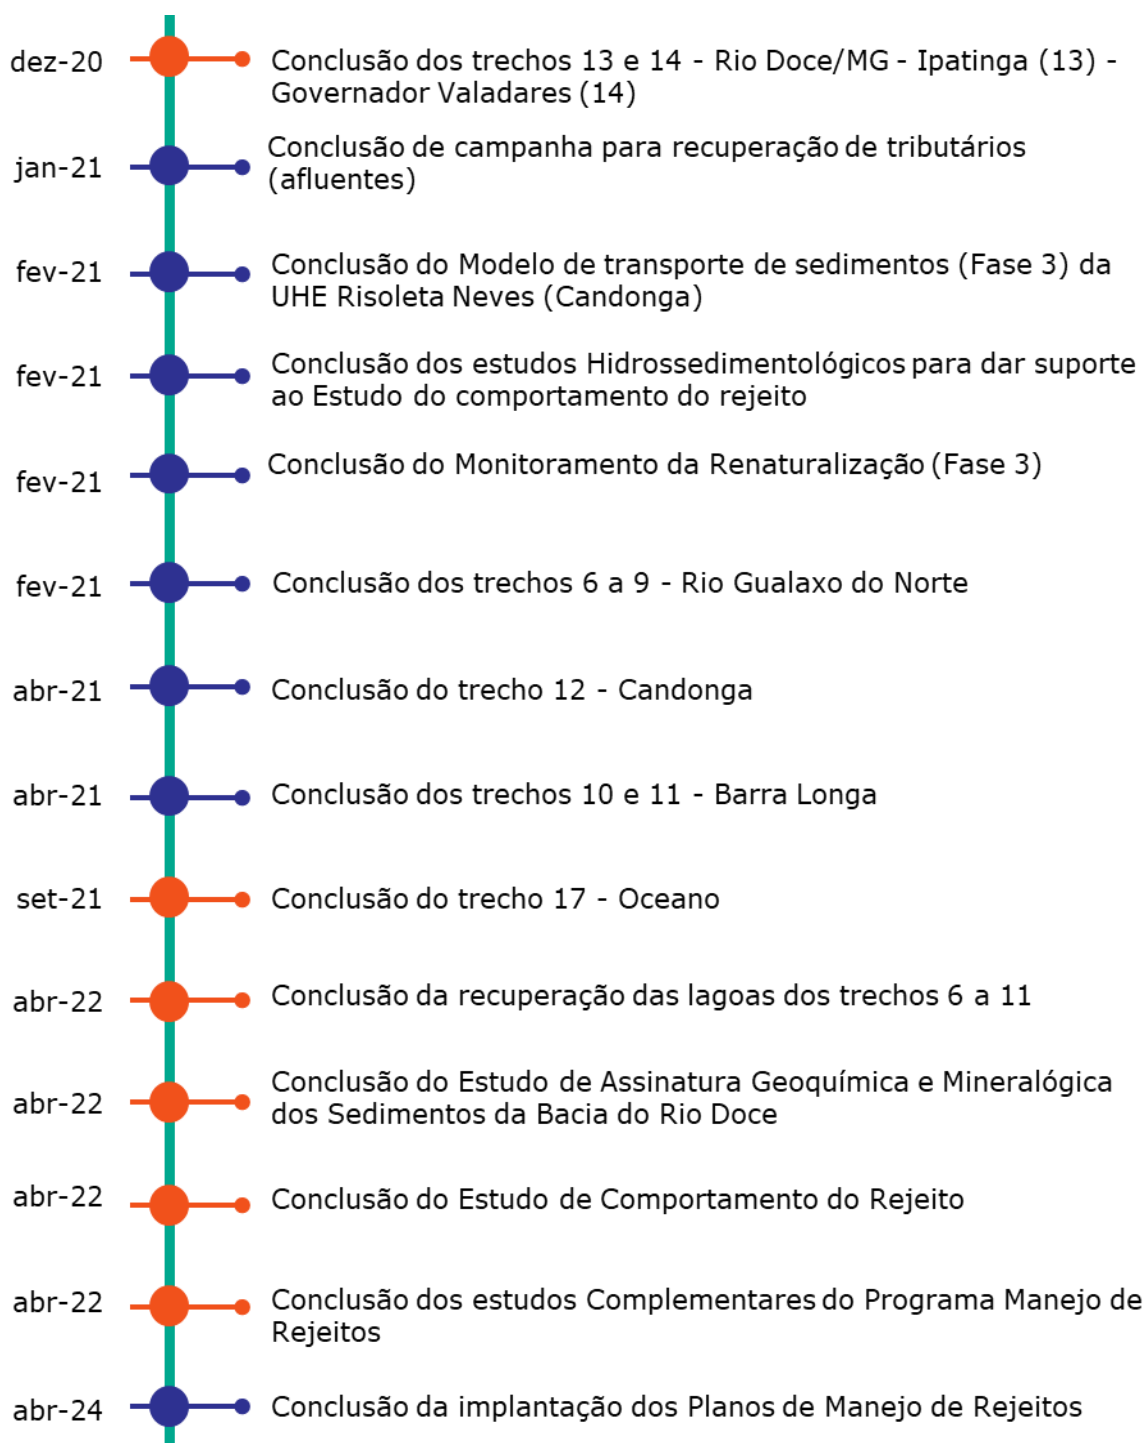 dez-20
Conclusão dos trechos 13 e 14 - Rio Doce/MG - Ipatinga (13) -
Governador Valadares (14)
jan-21
Conclusão de campanha para recuperação de tributários
(afluentes)
fev-21
Conclusão do Modelo de transporte de sedimentos (Fase 3) da
UHE Risoleta Neves (Candonga)
fev-21
Conclusão dos estudos Hidrossedimentológicos para dar suporte
ao Estudo do comportamento do rejeito
fev-21
Conclusão do Monitoramento da Renaturalização (Fase 3)
fev-21
Conclusão dos trechos 6 a 9 - Rio Gualaxo do Norte
abr-21
Conclusão do trecho 12 - Candonga
abr-21
Conclusão dos trechos 10 e 11 - Barra Longa
set-21
Conclusão do trecho 17 - Oceano
abr-22
Conclusão da recuperação das lagoas dos trechos 6 a 11
abr-22
Conclusão do Estudo de Assinatura Geoquímica e Mineralógica
dos Sedimentos da Bacia do Rio Doce
abr-22
Conclusão do Estudo de Comportamento do Rejeito
abr-22
Conclusão dos estudos Complementares do Programa Manejo de
Rejeitos
abr-24
Conclusão da implantação dos Planos de Manejo de Rejeitos